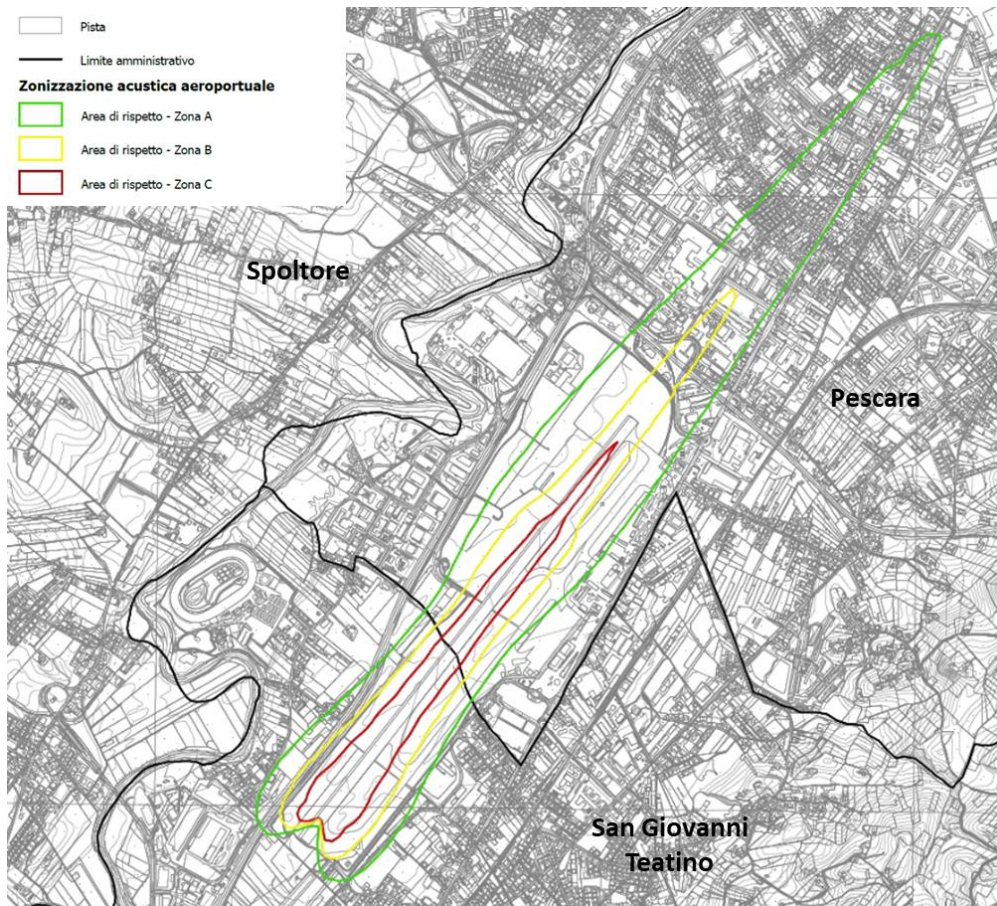 Pista
Limite amministrativo
Zonizzazione acustica aeroportuale
Area di rispetto - Zona A
Area di rispetto - Zona B
Area di rispetto - Zona C
Spoltore
Pescara
San Giovanni
Teatino